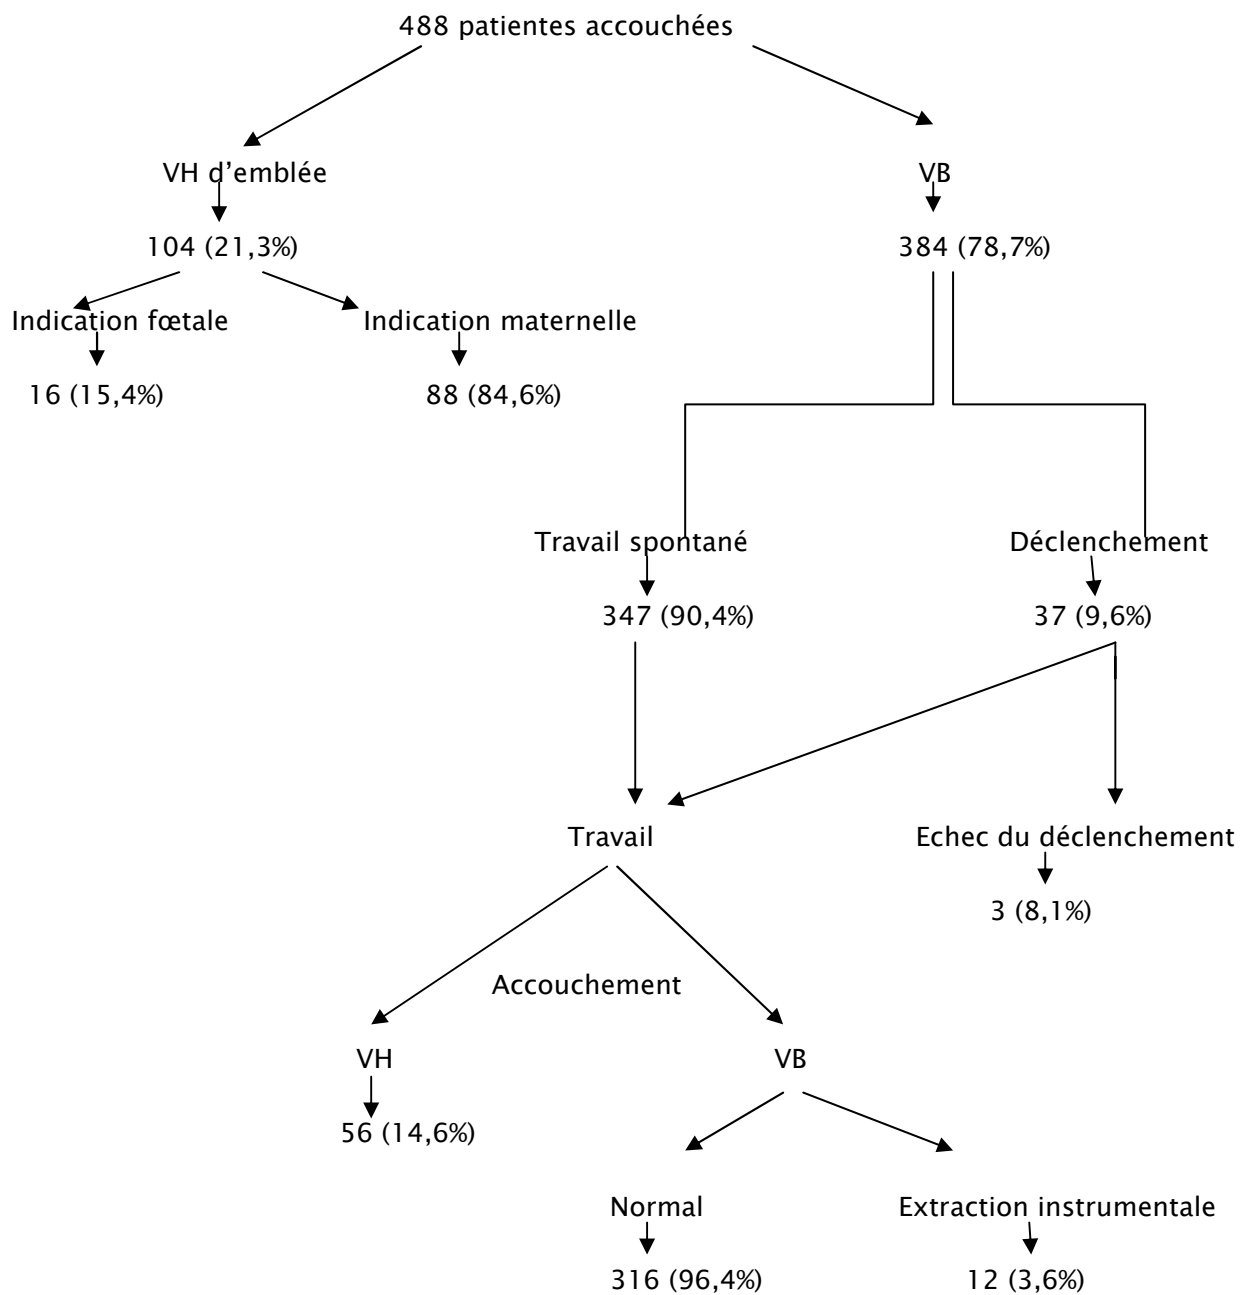 488 patientes accouchées
VH d’emblée
VB
104 (21,3%)
384 (78,7%)
Indication fœtale
Indication maternelle
16 (15,4%)
88 (84,6%)
Travail spontané
Déclenchement
347 (90,4%)
37 (9,6%)
Travail
Echec du déclenchement
3 (8,1%)
Accouchement
VH
VB
56 (14,6%)
Normal
Extraction instrumentale
316 (96,4%)
12 (3,6%)